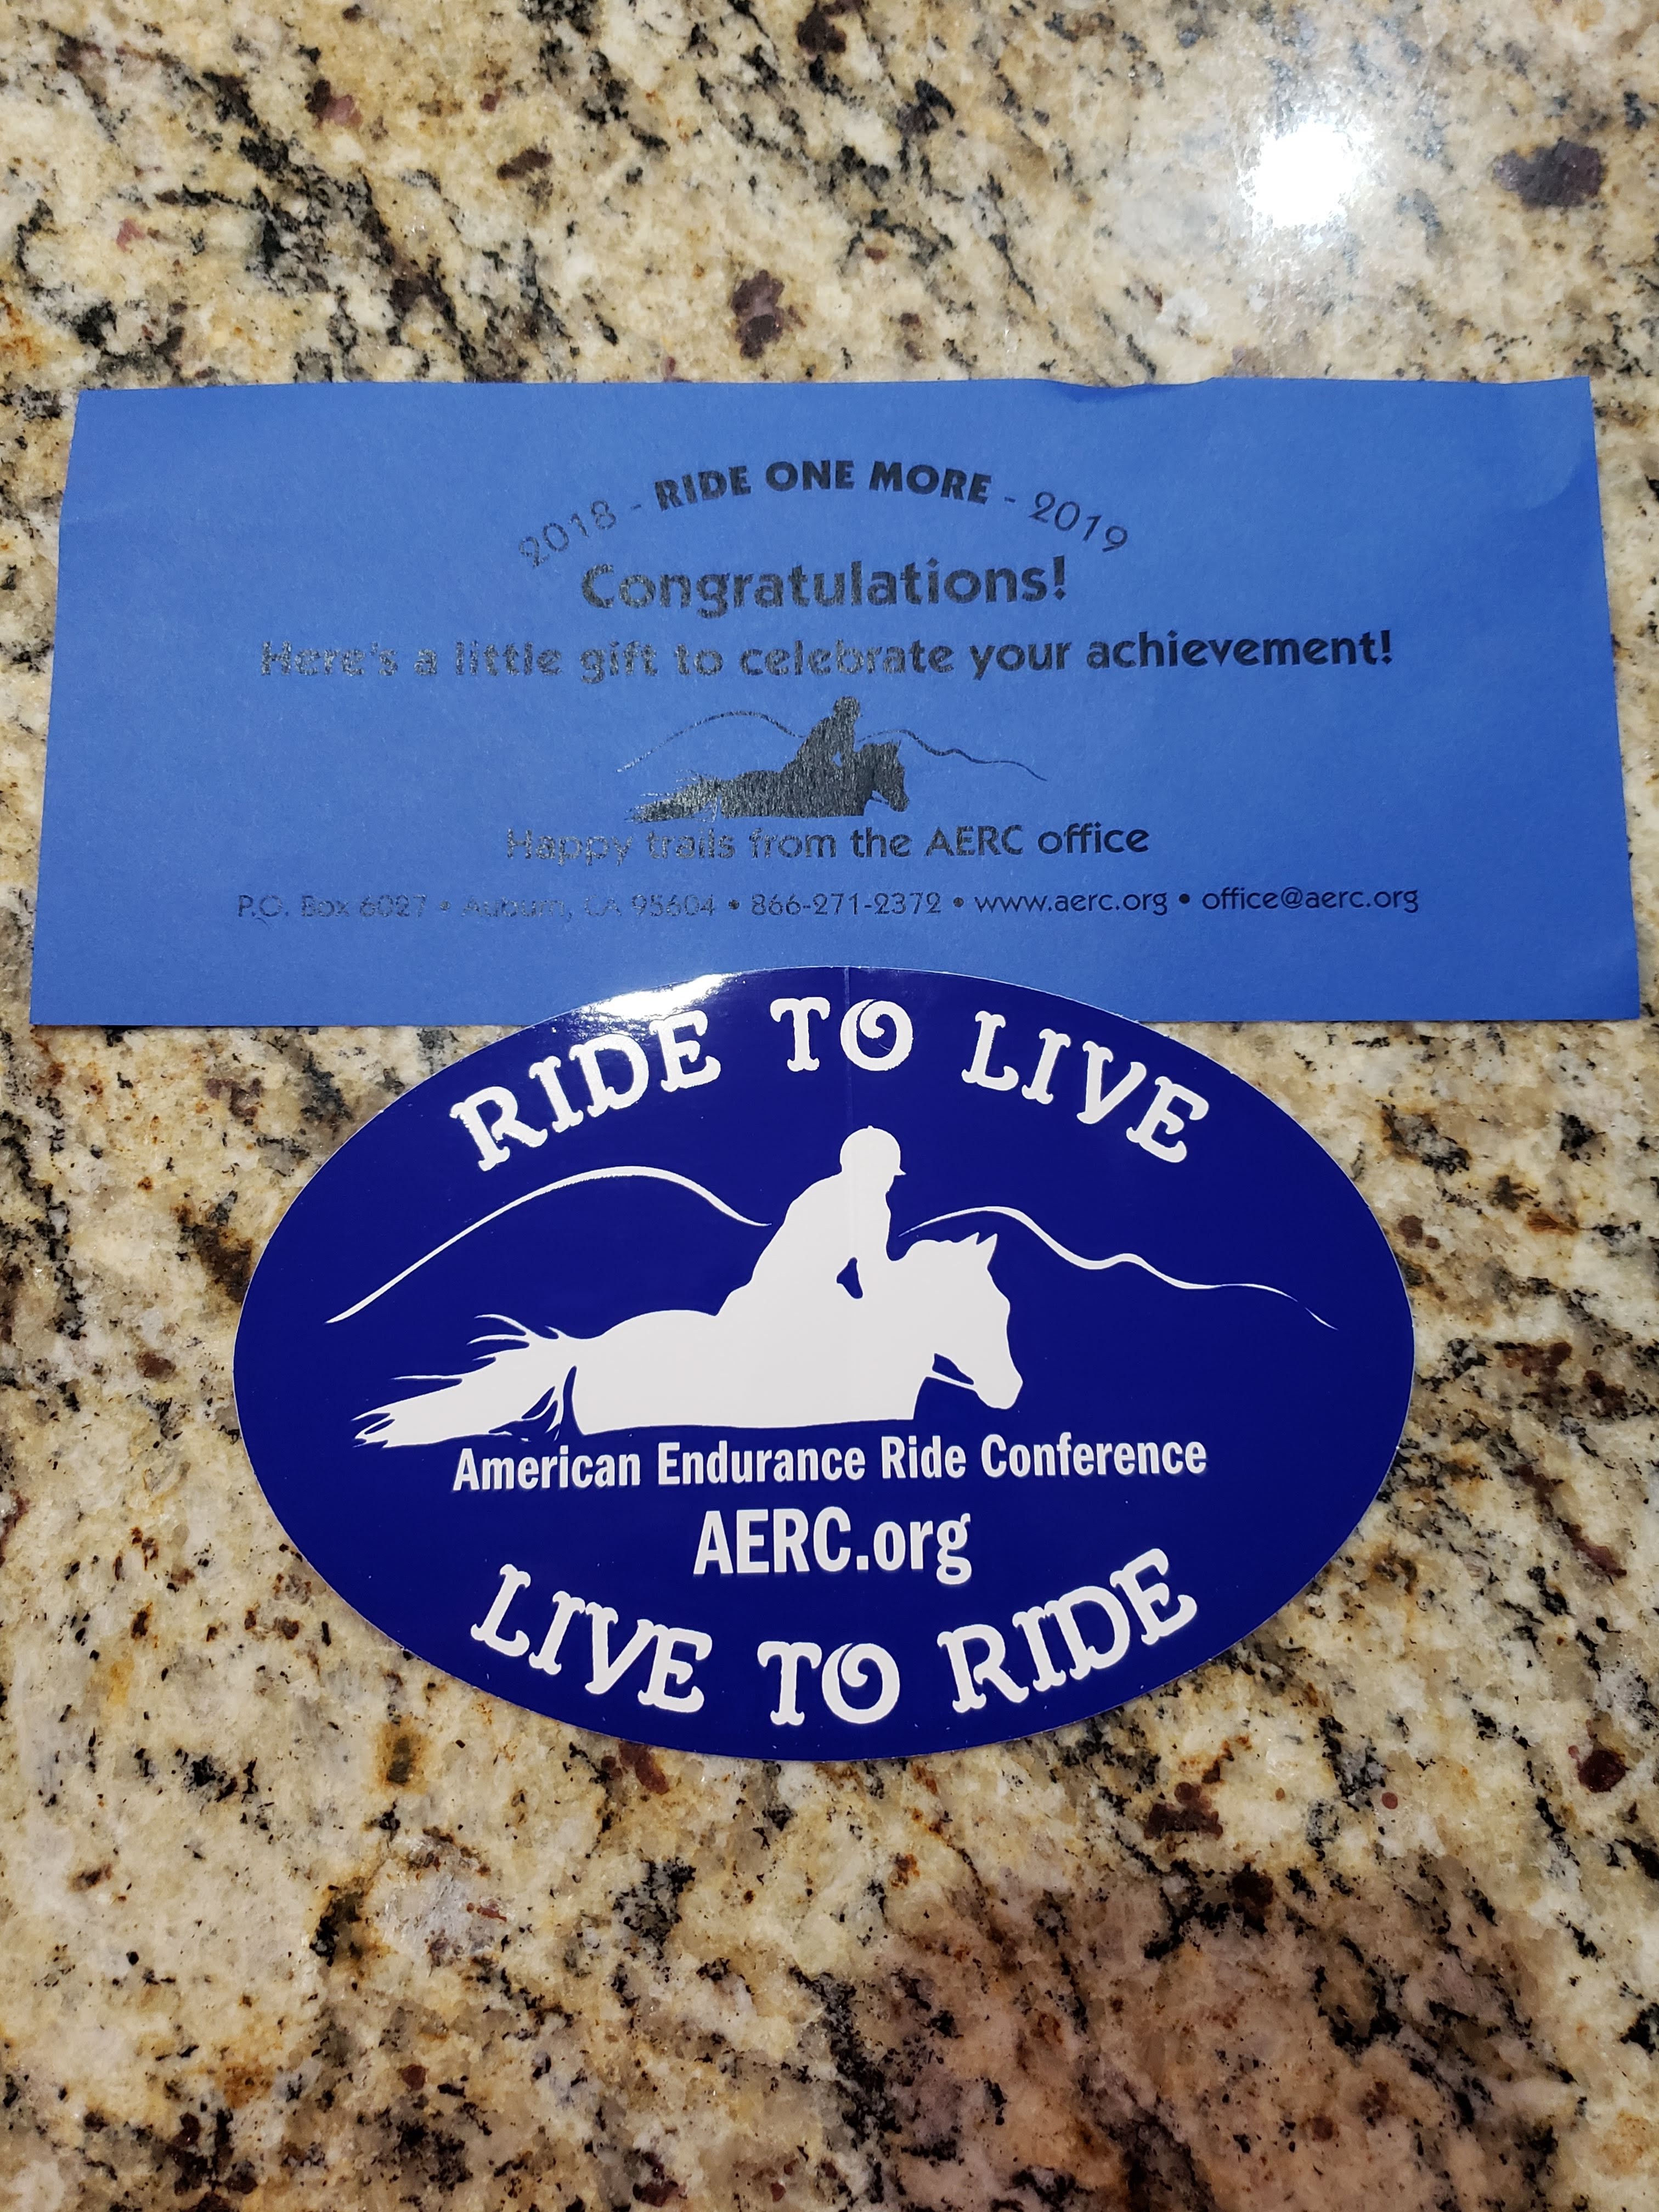 2018 - RIDE ONE MORE - 2019
Congratulations!
Here's a little gift to celebrate your achievement!
Happy trails from the AERC office
P.O. Box 6027 • Auburn, CA 95604 • 866-271-2372 • www.aerc.org • office@aerc.org
RIDE TO LIVE
American Endurance Ride Conference
AERC.org
LIVE TO RIDE